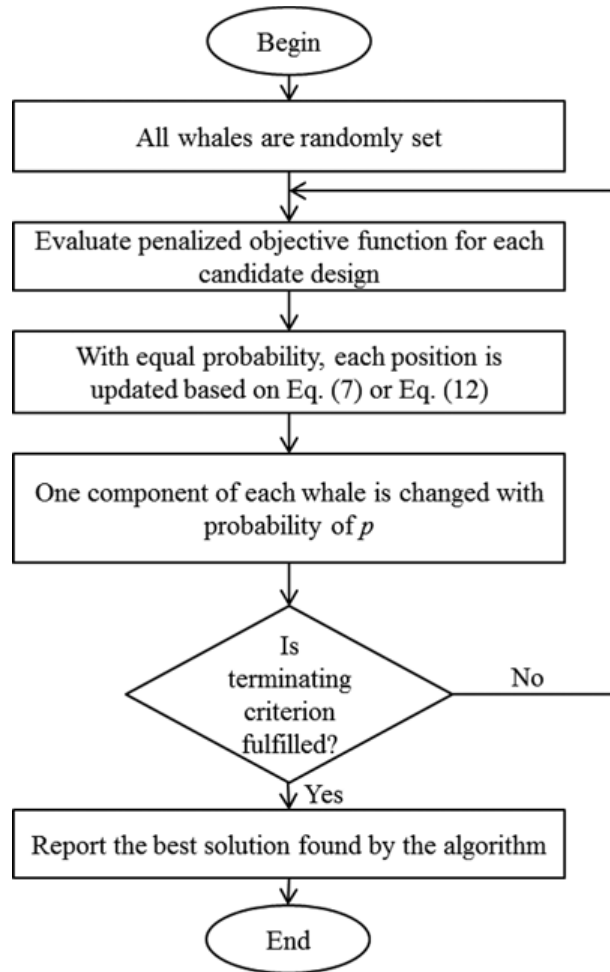 Begin
All whales are randomly set
Evaluate penalized objective function for each
candidate design
With equal probability, each position is
updated based on Eq. (7) or Eq. (12)
One component of each whale is changed with
probability of p
Is
terminating
criterion
fulfilled?
No
Yes
Report the best solution found by the algorithm
End